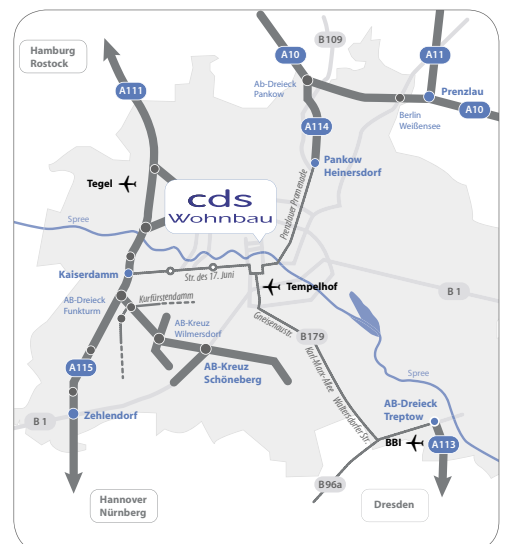 Hamburg
Rostock
A10
B109
A11
A111
Ab-Dreieck
Pankow
Prenzlau
A10
Berlin
Weißensee
A114
Pankow
Heinersdorf
Tegel
cds
Wohnbau
Prenzlauer Promenade
Spree
Kaiserdamm
Str. des 17. Juni
Tempelhof
B 1
AB-Dreieck
Funkturm
Kurfürstendamm
Gneisenaustr.
AB-Kreuz
Wilmersdorf
B179
AB-Kreuz
Schöneberg
Karl-Marx-Allee
A115
Spree
Zehlendorf
B 1
Waltersdorfer Str.
AB-Dreieck
Treptow
BBI
A113
B96a
Hannover
Nürnberg
Dresden